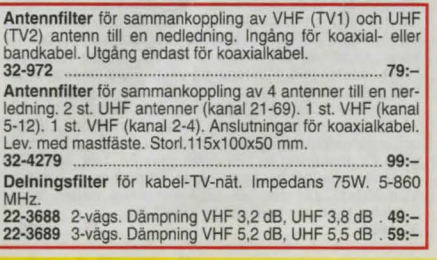 Antennfilter för sammankoppling av VHF (TV1) och UHF
(TV2) antenn till en nedledning. Ingång för koaxial- eller
bandkabel. Utgång endast för koaxialkabel.
32-972 ........................................................................ 79:–
Antennfilter för sammankoppling av 4 antenner till en ner-
ledning. 2 st. UHF antenner (kanal 21-69). 1 st. VHF (kanal
5-12). 1 st. VHF (kanal 2-4). Anslutningar för koaxialkabel.
Lev. med mastfäste. Storl.115x100x50 mm.
32-4279 ...................................................................... 99:–
Delningsfilter för kabel-TV-nät. Impedans 75W. 5-860
MHz.
22-3688 2-vägs. Dämpning VHF 3,2 dB, UHF 3,8 dB . 49:–
22-3689 3-vägs. Dämpning VHF 5,2 dB, UHF 5,5 dB . 59:–